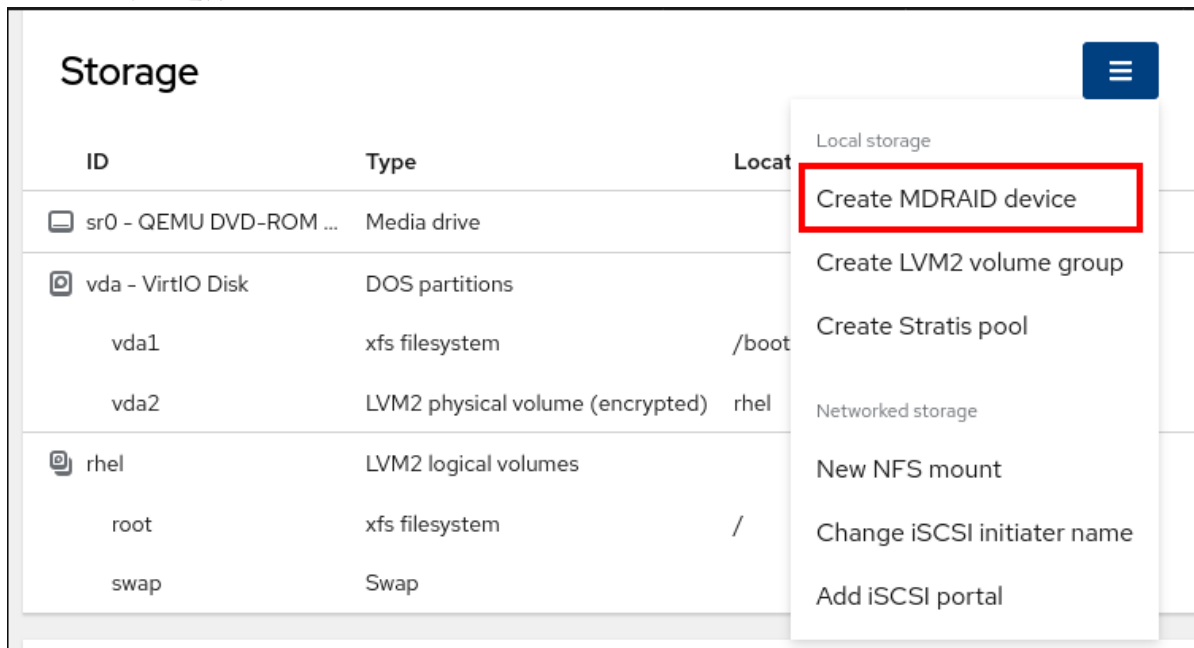 Storage
ID Type Locat
sr0 - QEMU DVD-ROM ... Media drive
vda - VirtIO Disk DOS partitions
vda1 xfs filesystem /boot
vda2 LVM2 physical volume (encrypted) rhel
rhel LVM2 logical volumes
root xfs filesystem /
swap Swap
Local storage
Create MDRAID device
Create LVM2 volume group
Create Stratis pool
Networked storage
New NFS mount
Change iSCSI initiater name
Add iSCSI portal